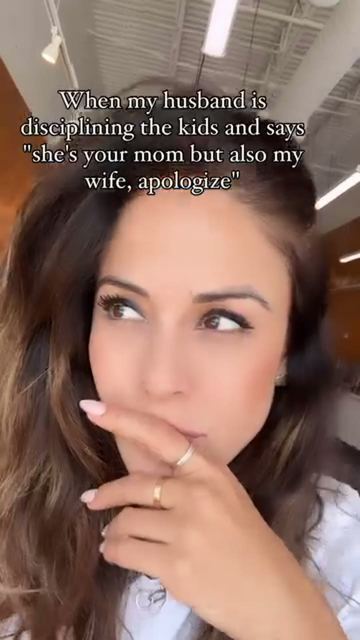 When my husband is
disciplining the kids and says
"she's your mom but also my
wife, apologize"